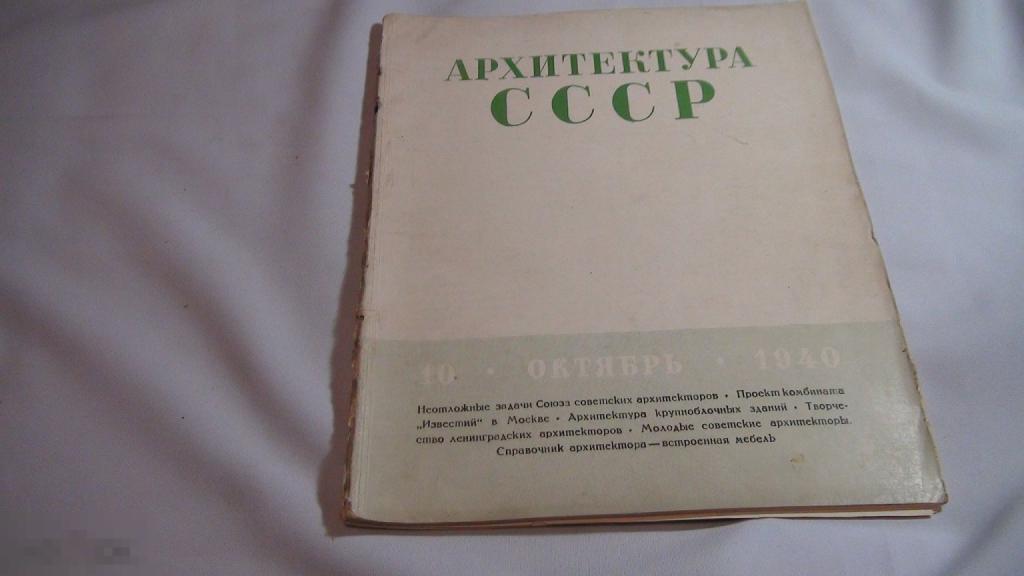 АРХИТЕКТУРА
СССР
10 · ОКТЯБРЬ · 1940
Неотложные задачи Союза советских архитекторов · Проект комбината
„Известий“ в Москве · Архитектура крупноблочных зданий · Творче-
ство ленинградских архитекторов · Молодые советские архитекторы.
Справочник архитектора — встроенная мебель